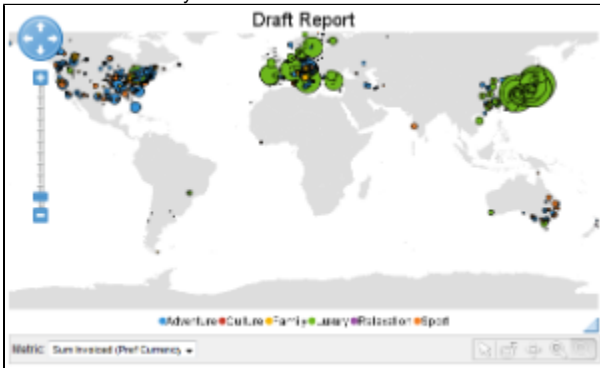 Draft Report
Adventure Culture Family Luxury Relaxation Sport
Metric: Sum Invoiced (Pref Currency)